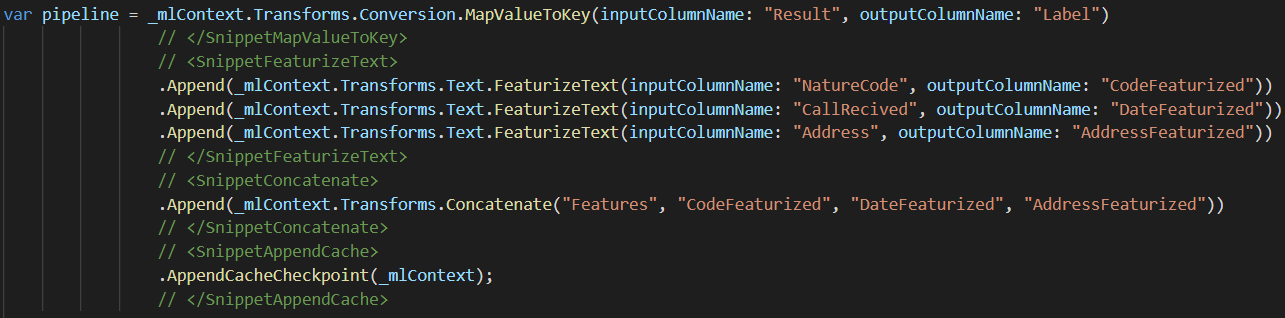 var pipeline = _mlContext.Transforms.Conversion.MapValueToKey(inputColumnName: "Result", outputColumnName: "Label")
// </SnippetMapValueToKey>
// <SnippetFeaturizeText>
.Append(_mlContext.Transforms.Text.FeaturizeText(inputColumnName: "NatureCode", outputColumnName: "CodeFeaturized"))
.Append(_mlContext.Transforms.Text.FeaturizeText(inputColumnName: "CallRecived", outputColumnName: "DateFeaturized"))
.Append(_mlContext.Transforms.Text.FeaturizeText(inputColumnName: "Address", outputColumnName: "AddressFeaturized"))
// </SnippetFeaturizeText>
// <SnippetConcatenate>
.Append(_mlContext.Transforms.Concatenate("Features", "CodeFeaturized", "DateFeaturized", "AddressFeaturized"))
// </SnippetConcatenate>
// <SnippetAppendCache>
.AppendCacheCheckpoint(_mlContext);
// </SnippetAppendCache>